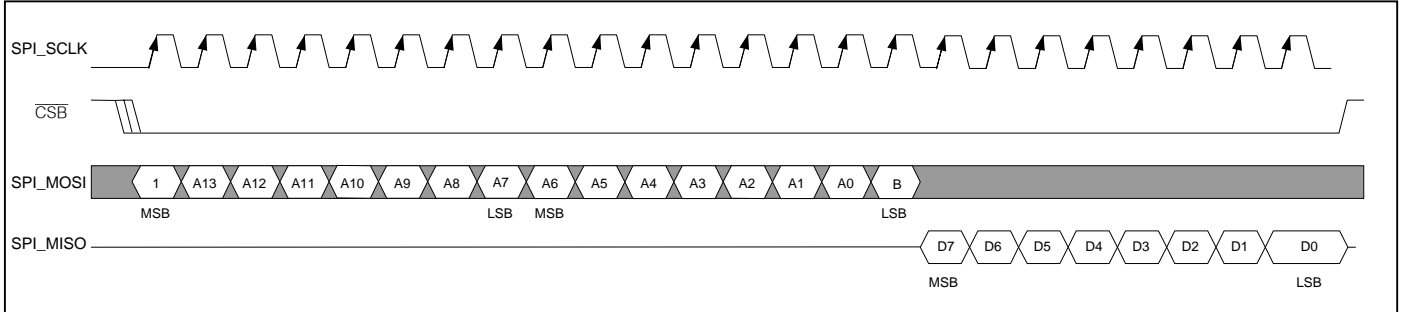 SPI_SCLK
CSB
SPI_MOSI 1 A13 A12 A11 A10 A9 A8 A7 A6 A5 A4 A3 A2 A1 A0 B
MSB LSB MSB LSB
SPI_MISO D7 D6 D5 D4 D3 D2 D1 D0
MSB LSB